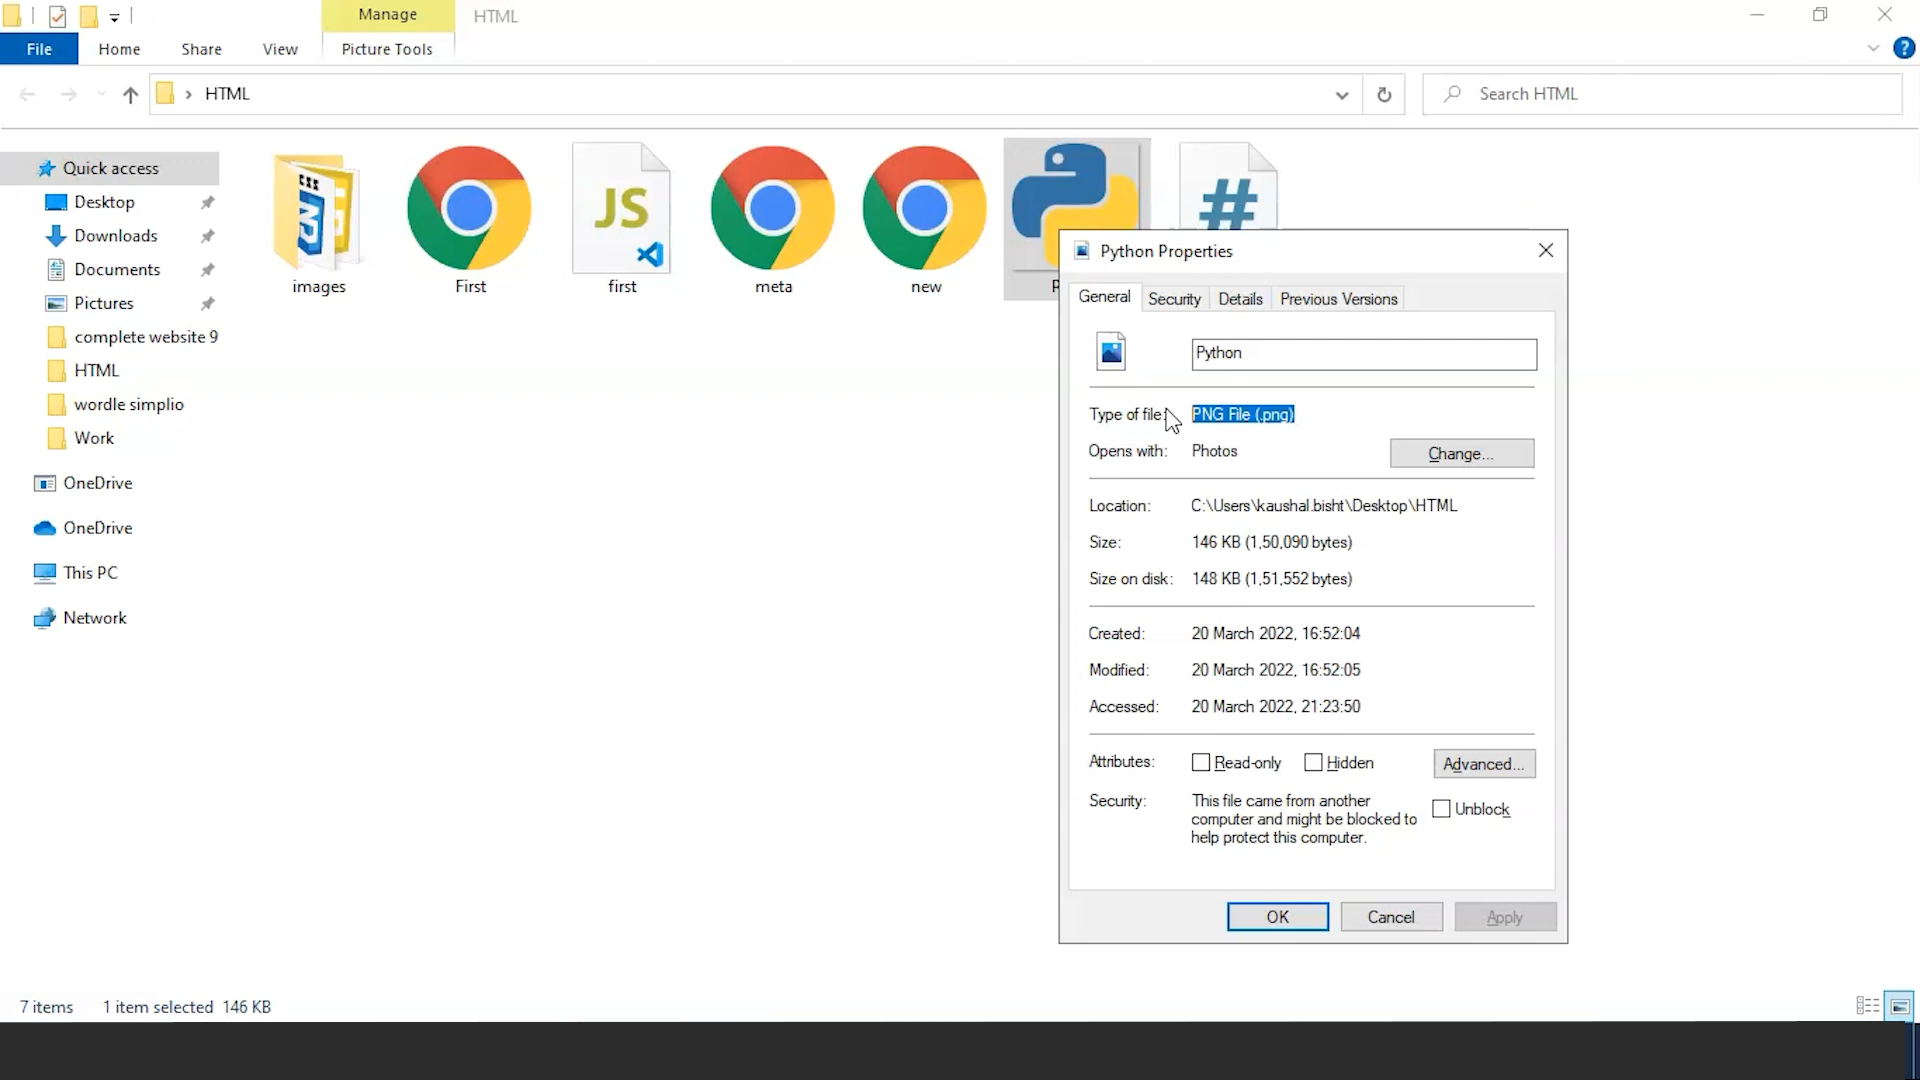 Manage
HTML
File
Home
Share
View
Picture Tools
HTML
Search HTML
Quick access
Desktop
Downloads
Documents
Pictures
complete website 9
HTML
wordle simplio
Work
OneDrive
OneDrive
This PC
Network
CSS
JS
#
images
First
first
meta
new
P
Python Properties
General
Security
Details
Previous Versions
Python
Type of file:
PNG File (.png)
Opens with:
Photos
Change...
Location:
C:\Users\kaushal.bisht\Desktop\HTML
Size:
146 KB (1,50,090 bytes)
Size on disk:
148 KB (1,51,552 bytes)
Created:
20 March 2022, 16:52:04
Modified:
20 March 2022, 16:52:05
Accessed:
20 March 2022, 21:23:50
Attributes:
Read-only
Hidden
Advanced...
Security:
This file came from another
computer and might be blocked to
help protect this computer.
Unblock
OK
Cancel
Apply
7 items
1 item selected 146 KB